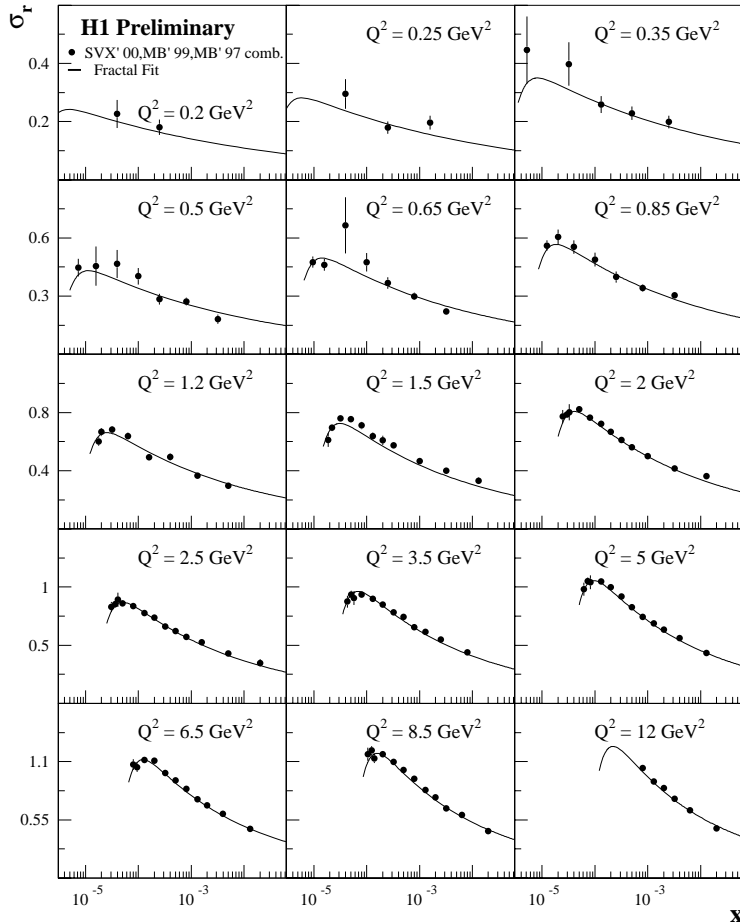 σr
H1 Preliminary
SVX' 00,MB' 99,MB' 97 comb.
Fractal Fit
Q² = 0.2 GeV²
Q² = 0.25 GeV²
Q² = 0.35 GeV²
0.4
0.2
Q² = 0.5 GeV²
Q² = 0.65 GeV²
Q² = 0.85 GeV²
0.6
0.3
Q² = 1.2 GeV²
Q² = 1.5 GeV²
Q² = 2 GeV²
0.8
0.4
0
Q² = 2.5 GeV²
Q² = 3.5 GeV²
Q² = 5 GeV²
1
0.5
Q² = 6.5 GeV²
Q² = 8.5 GeV²
Q² = 12 GeV²
1.1
0.55
10⁻⁵ 10⁻³ 10⁻⁵ 10⁻³ 10⁻⁵ 10⁻³
x